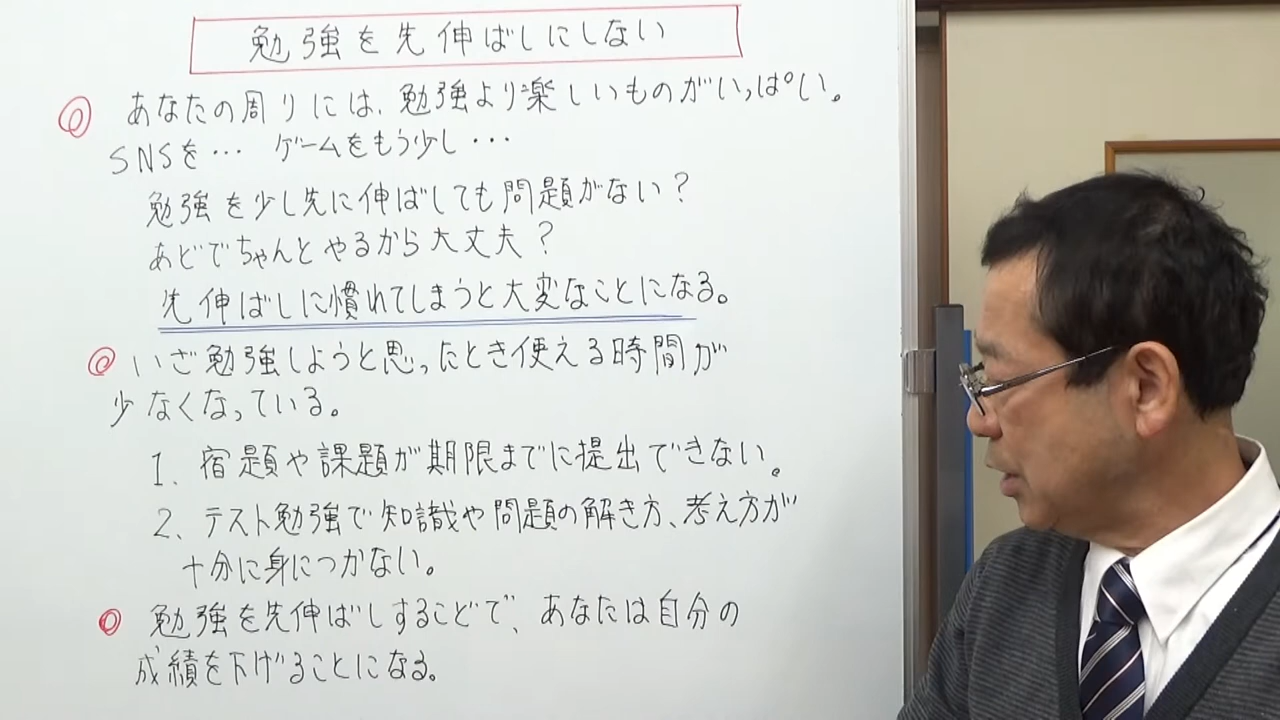 勉強を先伸ばしにしない
あなたの周りには、勉強より楽しいものがいっぱい。
SNSを… ゲームをもう少し…
勉強を少し先に伸ばしても問題がない?
あどでちゃんとやるから大丈夫?
先伸ばしに慣れてしまうと大変なことになる。
いざ勉強しようと思ったとき使える時間が
少なくなっている。
1. 宿題や課題が期限までに提出できない。
2. テスト勉強で知識や問題の解き方、考え方が
十分に身につかない。
勉強を先伸ばしすることで、あなたは自分の
成績を下げることになる。